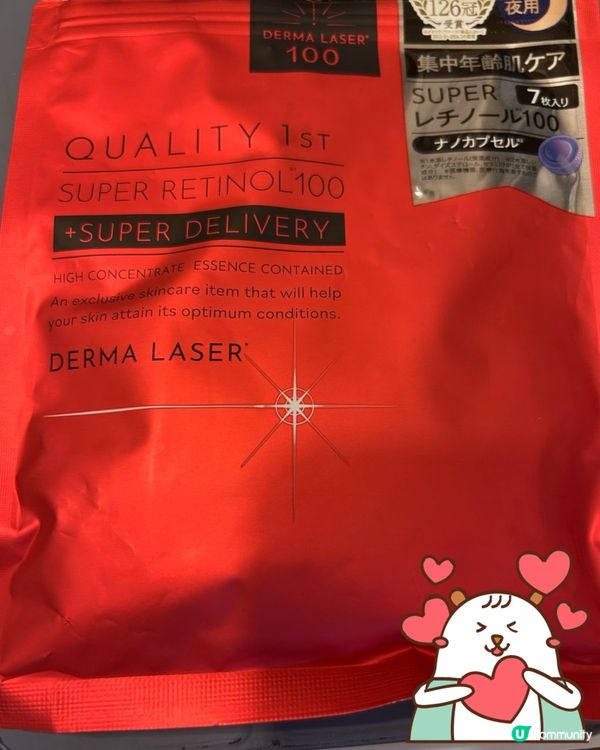 126冠
受賞
夜用
DERMA LASER®
100
集中年齢肌ケア
SUPER
7枚入り
レチノール100
ナノカプセル
QUALITY 1ST
SUPER RETINOL 100
+SUPER DELIVERY
HIGH CONCENTRATE ESSENCE CONTAINED
An exclusive skincare item that will help
your skin attain its optimum conditions.
DERMA LASER®
U Community